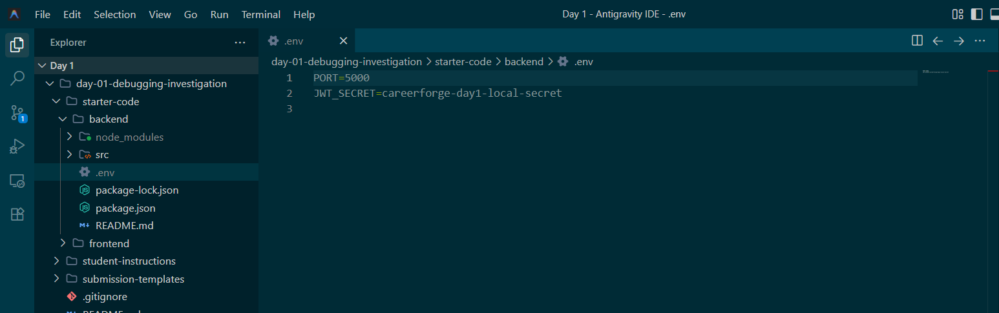 File Edit Selection View Go Run Terminal Help Day 1 - Antigravity IDE - .env
Explorer
.env
Day 1
day-01-debugging-investigation > starter-code > backend > .env
day-01-debugging-investigation
starter-code
backend
node_modules
src
.env
package-lock.json
package.json
README.md
frontend
student-instructions
submission-templates
.gitignore
1
1 PORT=5000
2 JWT_SECRET=careerforge-day1-local-secret
3